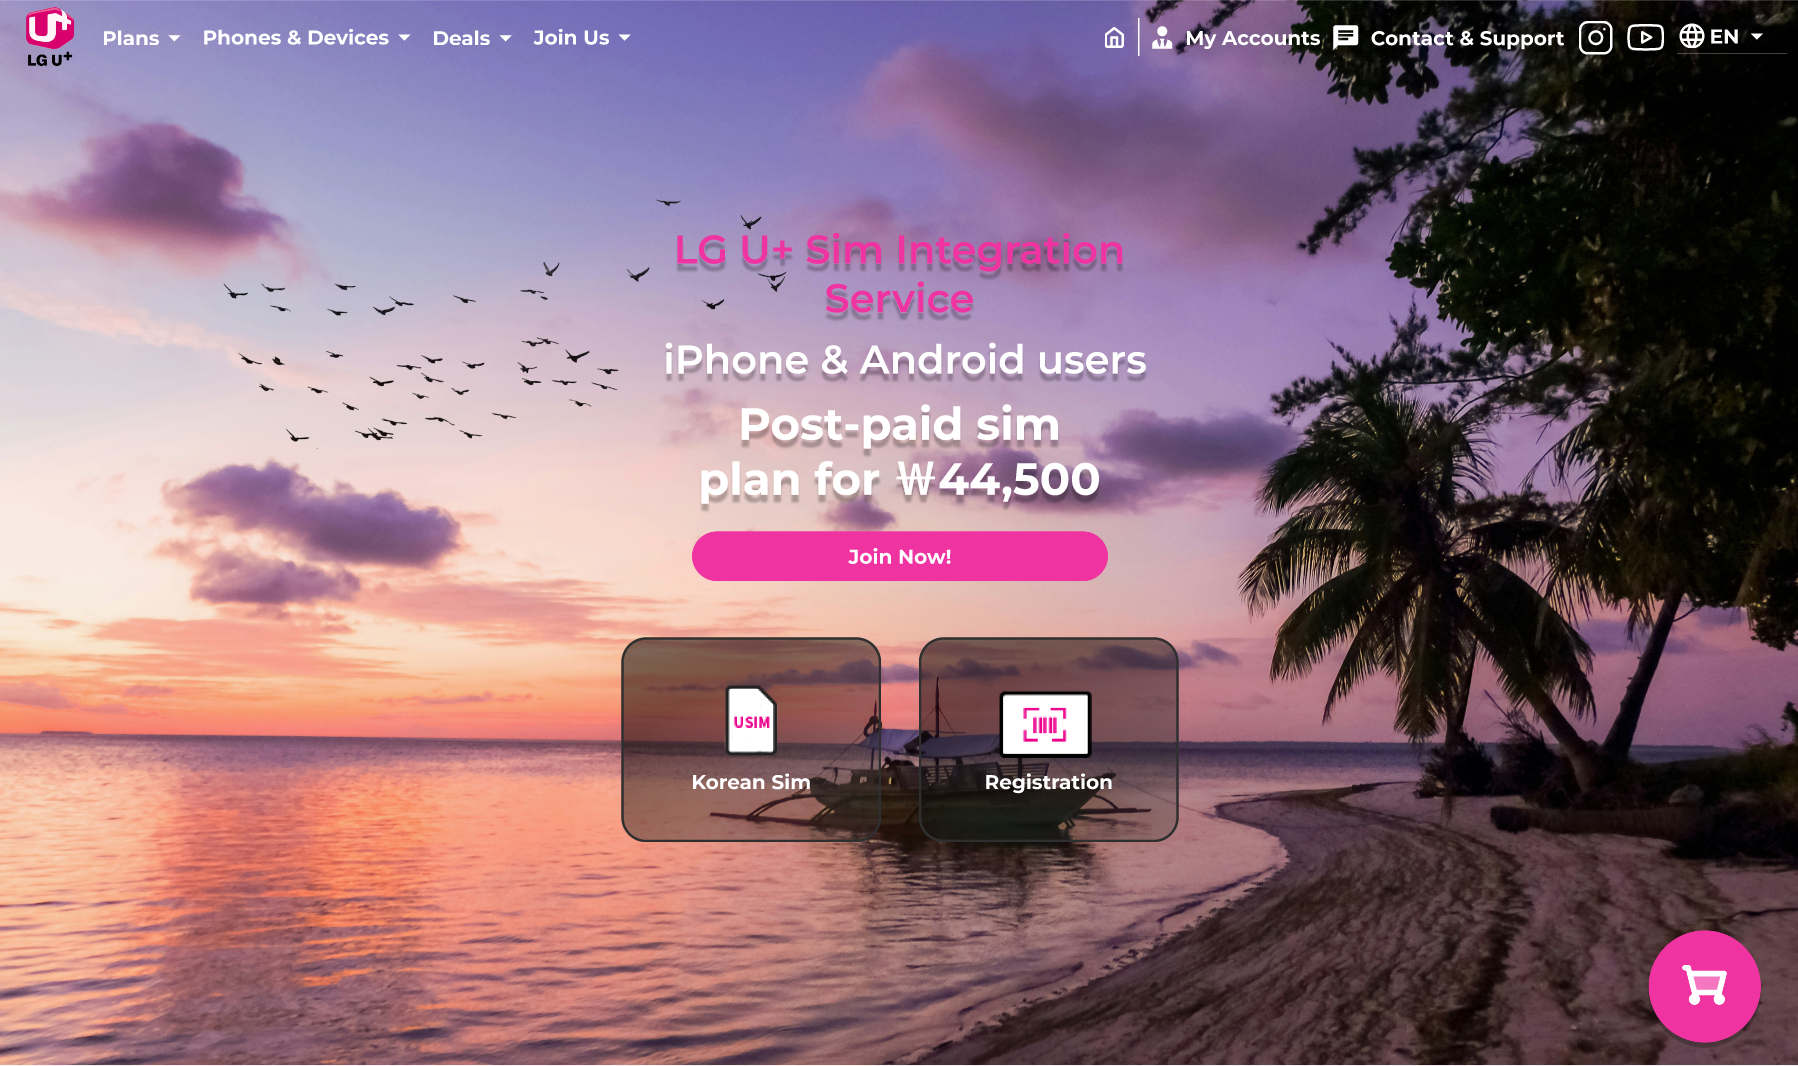 U+
LG U+
Plans
Phones & Devices
Deals
Join Us
My Accounts
Contact & Support
EN
LG U+ Sim Integration
Service
iPhone & Android users
Post-paid sim
plan for ₩44,500
Join Now!
USIM
Korean Sim
Registration